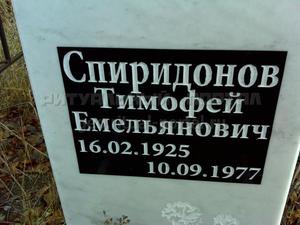 Спиридонов
Тимофей
Емельянович
16.02.1925
10.09.1977